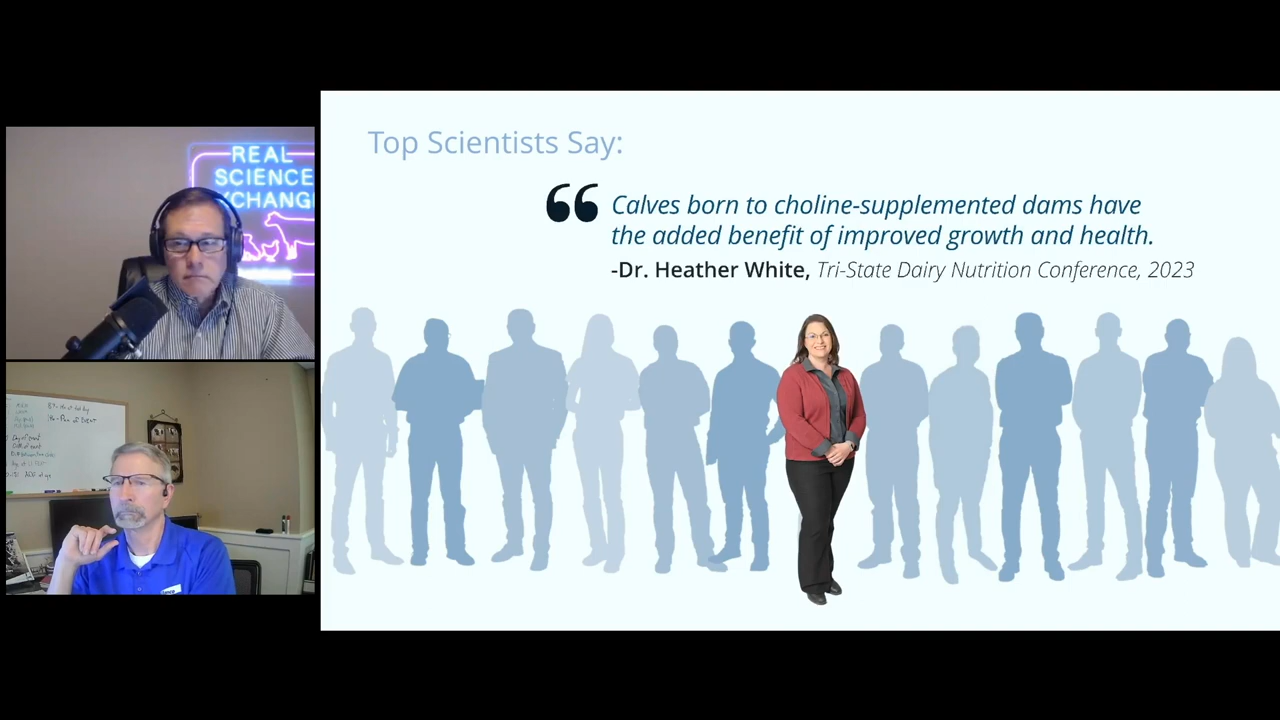 REAL
SCIENCE
XCHANG
Top Scientists Say:
“ Calves born to choline-supplemented dams have
the added benefit of improved growth and health.
-Dr. Heather White, Tri-State Dairy Nutrition Conference, 2023